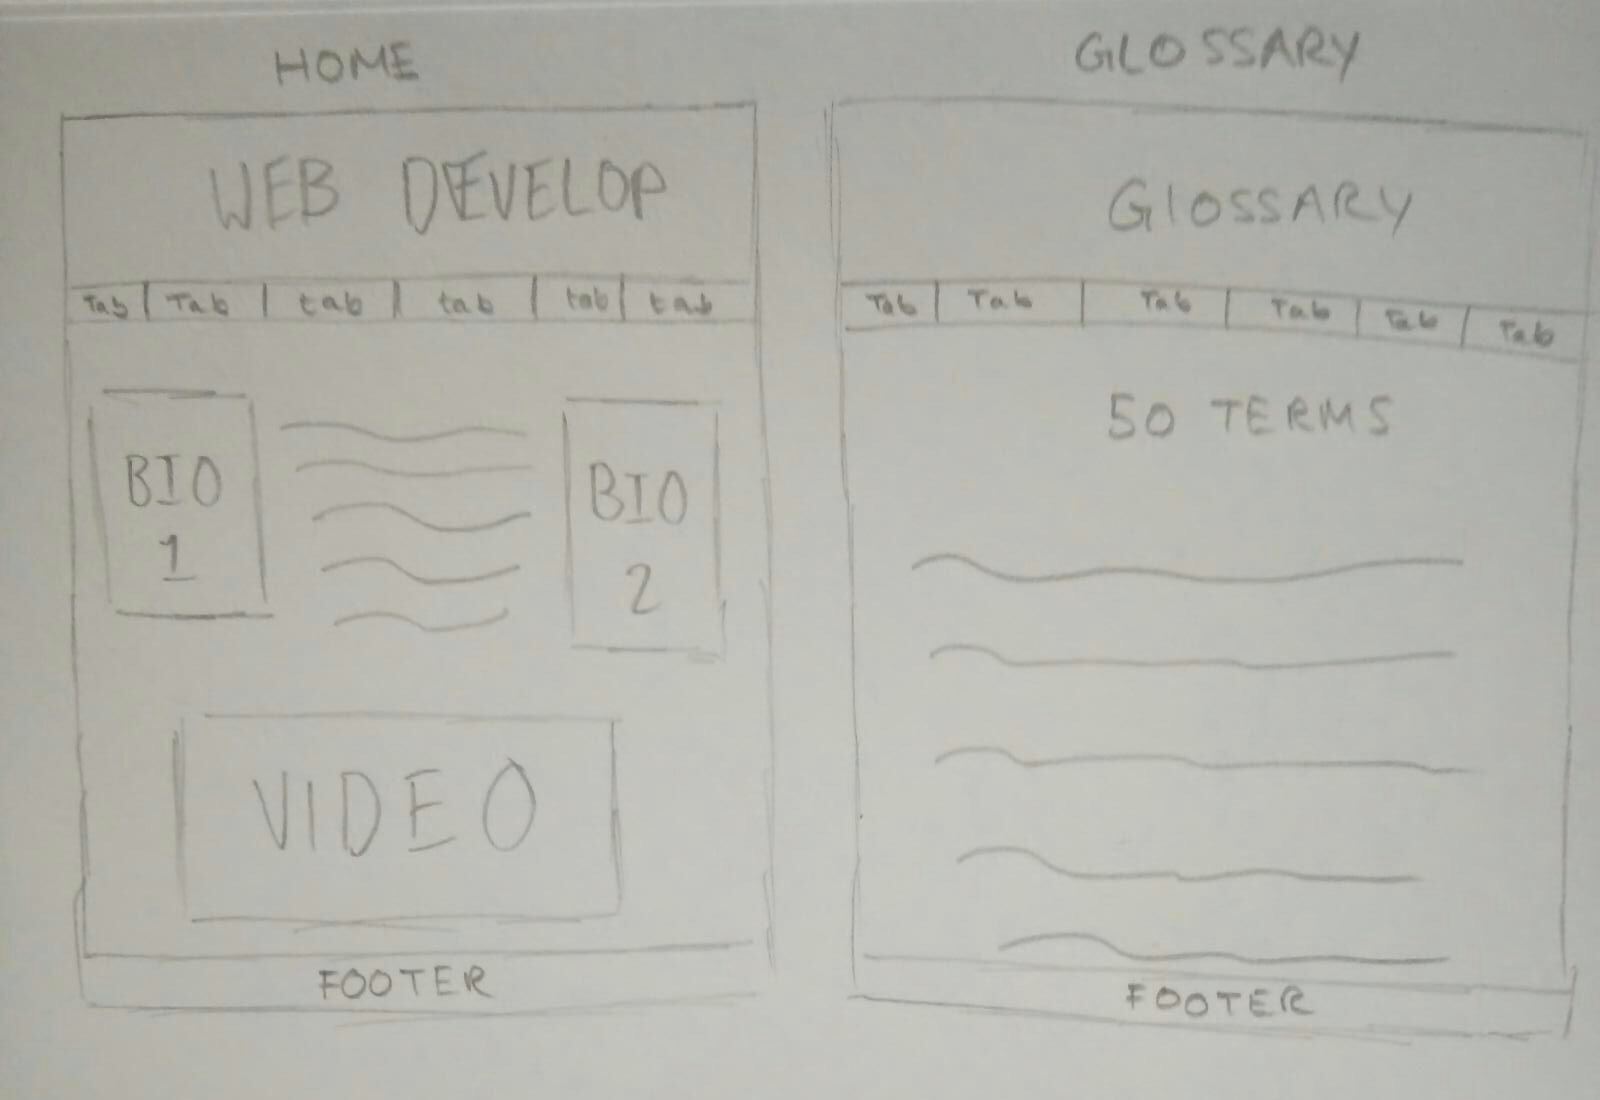 HOME
WEB DEVELOP
Tab Tab tab tab tab tab
BIO
1
BIO
2
VIDEO
FOOTER
GLOSSARY
GlOSSARY
Tab Tab Tab Tab Tab Tab
50 TERMS
FOOTER